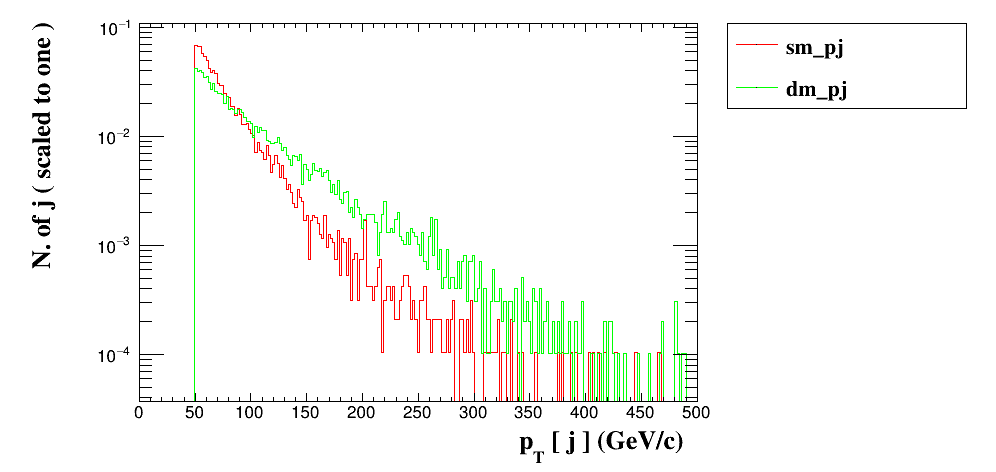 N. of j ( scaled to one )
10⁻¹
10⁻²
10⁻³
10⁻⁴
0 50 100 150 200 250 300 350 400 450 500
p_T [ j ] (GeV/c)
sm_pj
dm_pj